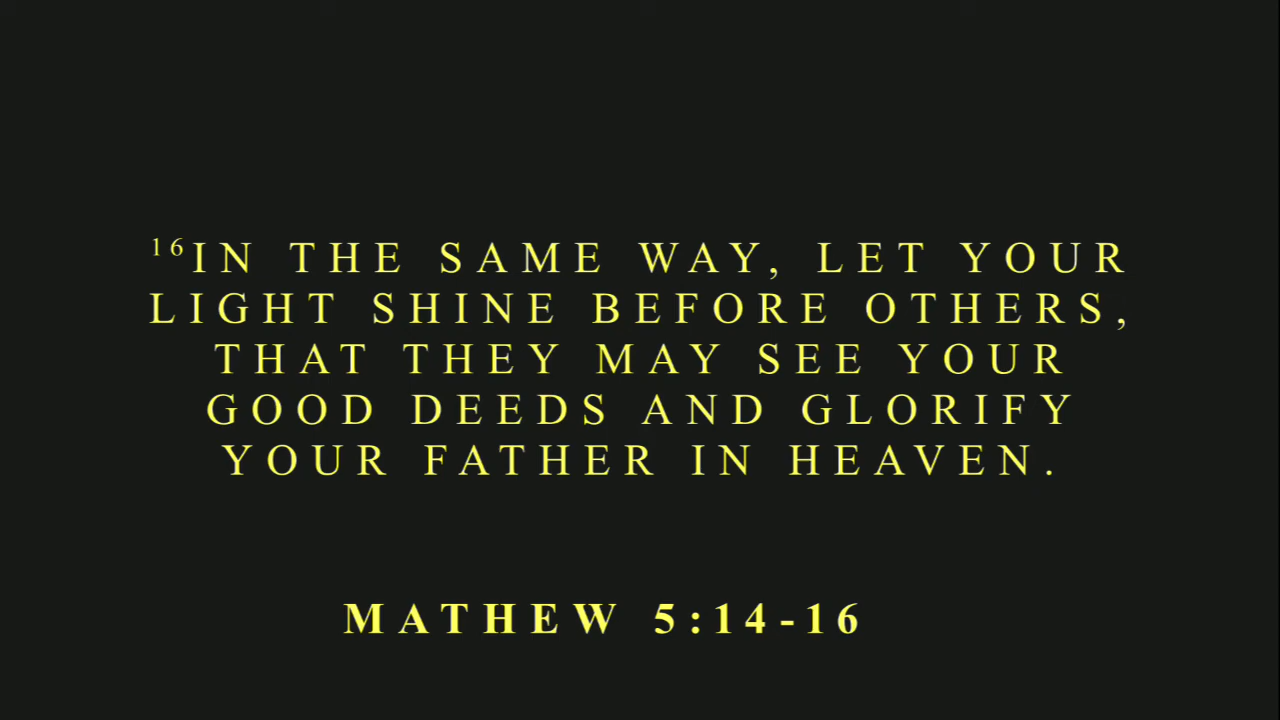 ¹⁶IN THE SAME WAY, LET YOUR
LIGHT SHINE BEFORE OTHERS,
THAT THEY MAY SEE YOUR
GOOD DEEDS AND GLORIFY
YOUR FATHER IN HEAVEN.
MATHEW 5:14-16